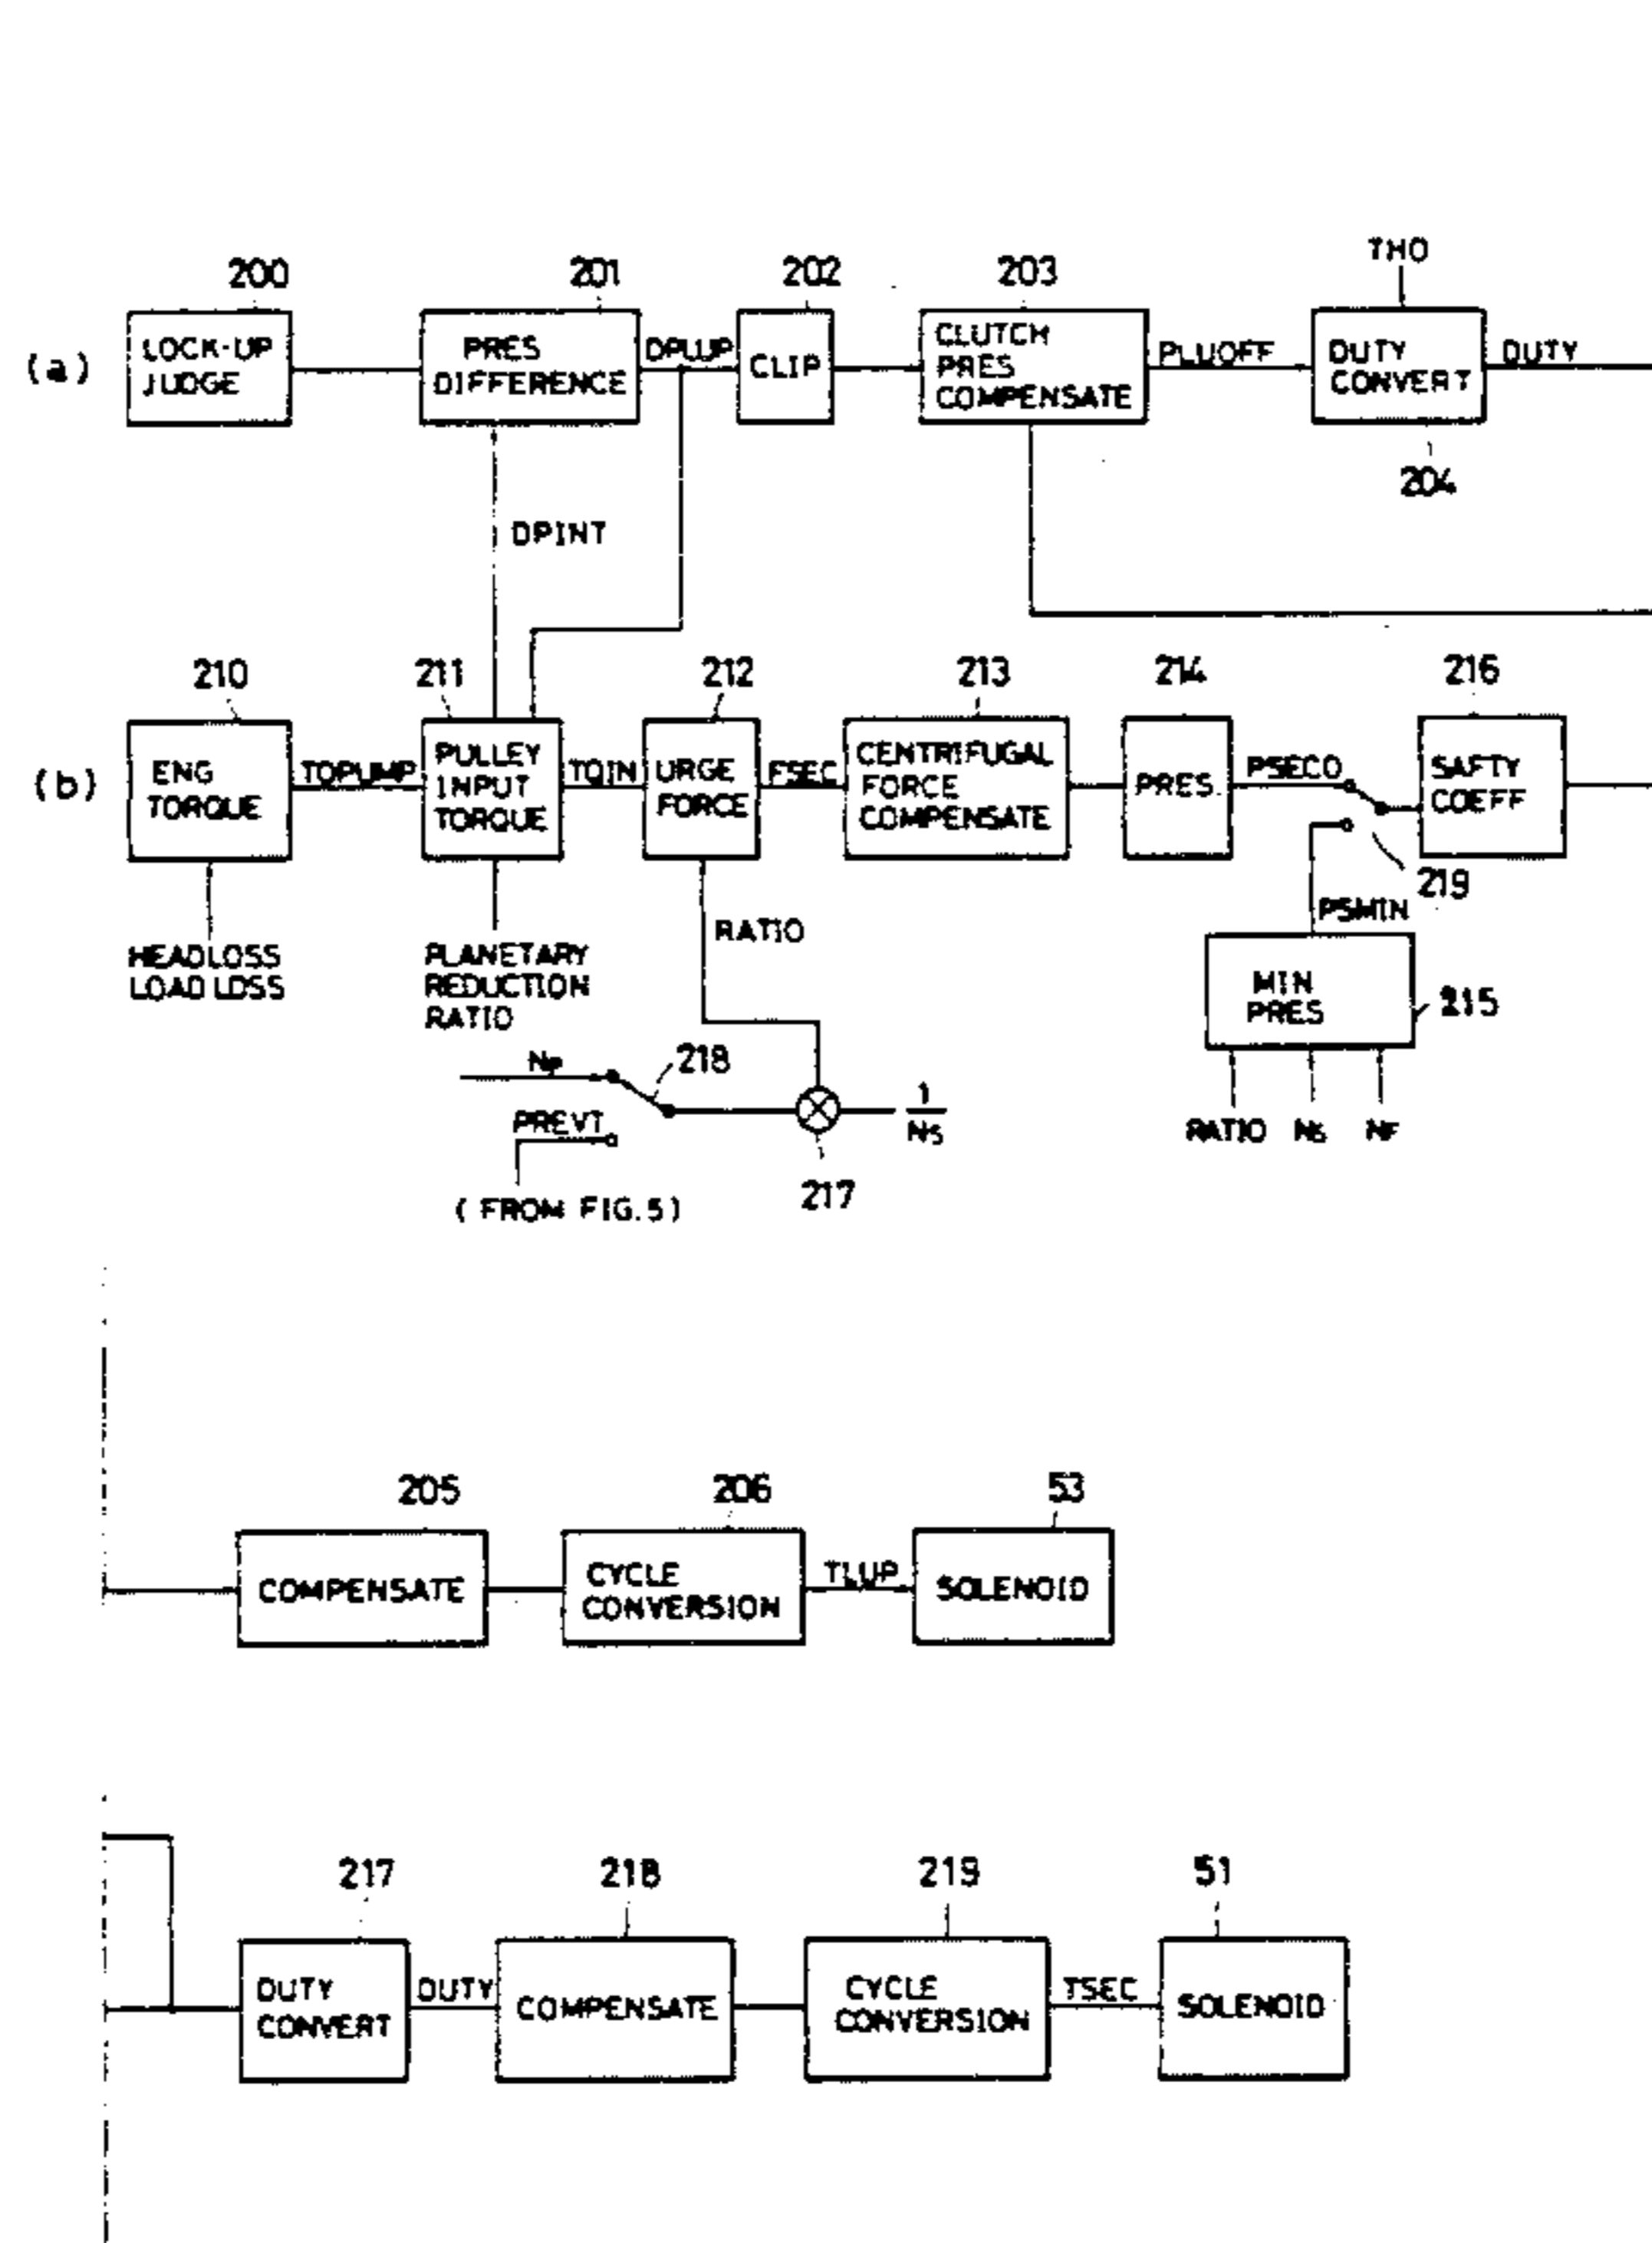 200
201
202
203
THO
(a)
LOCK-UP
JUDGE
PRES
DIFFERENCE
DPLUP
CLIP
CLUTCH
PRES
COMPENSATE
PLUOFF
DUTY
CONVERT
DUTY
204
DPINT
210
211
212
213
214
216
(b)
ENG
TORQUE
TQPUMP
PULLEY
INPUT
TORQUE
TQIN
URGE
FORCE
FSEC
CENTRIFUGAL
FORCE
COMPENSATE
PRES.
PSECO
SAFTY
COEFF
219
HEADLOSS
LOAD LOSS
PLANETARY
REDUCTION
RATIO
RATIO
PSMIN
MIN
PRES
215
NP
218
PREVT
1
NS
RATIO NS NF
217
( FROM FIG.5)
205
206
53
COMPENSATE
CYCLE
CONVERSION
TLUP
SOLENOID
217
218
219
51
DUTY
CONVERT
DUTY
COMPENSATE
CYCLE
CONVERSION
TSEC
SOLENOID